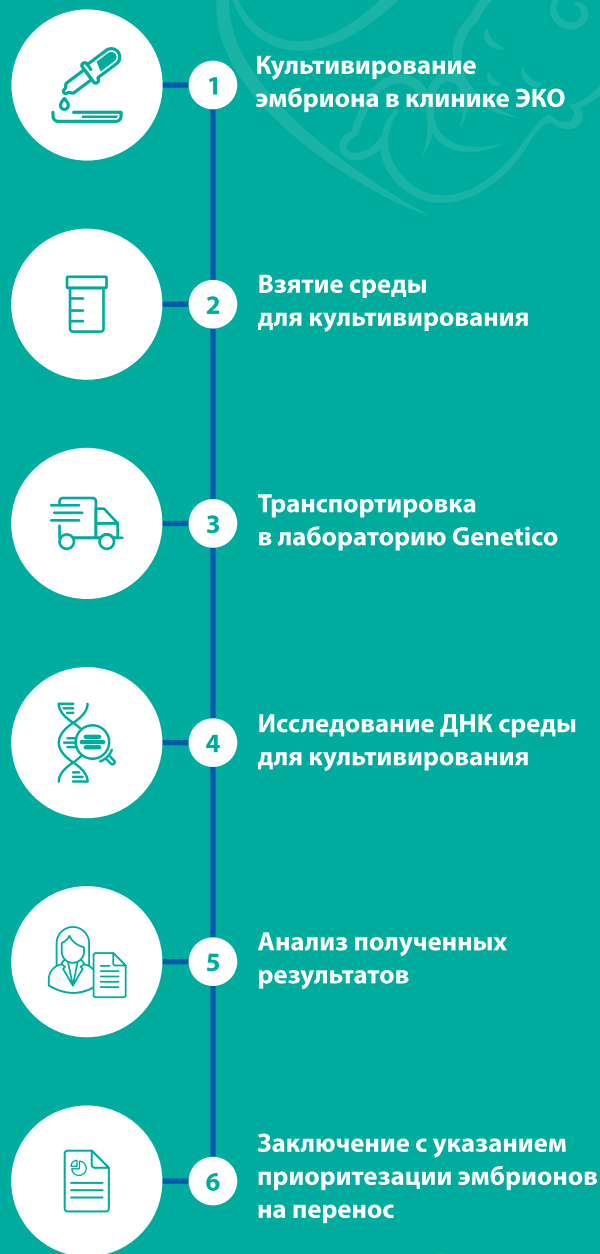 1
Культивирование
эмбриона в клинике ЭКО
2
Взятие среды
для культивирования
3
Транспортировка
в лабораторию Genetico
4
Исследование ДНК среды
для культивирования
5
Анализ полученных
результатов
6
Заключение с указанием
приоритезации эмбрионов
на перенос